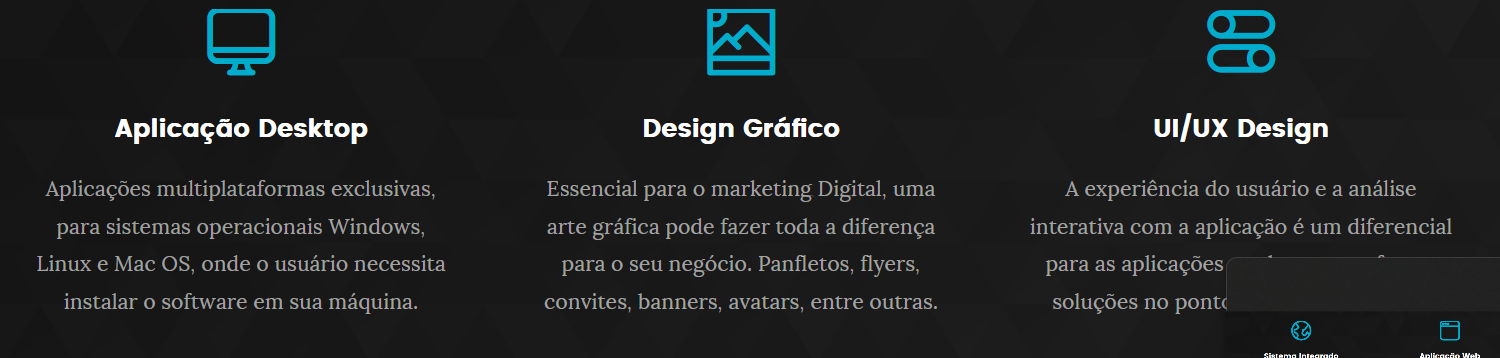 Aplicação Desktop
Aplicações multiplataformas exclusivas,
para sistemas operacionais Windows,
Linux e Mac OS, onde o usuário necessita
instalar o software em sua máquina.
Design Gráfico
Essencial para o marketing Digital, uma
arte gráfica pode fazer toda a diferença
para o seu negócio. Panfletos, flyers,
convites, banners, avatars, entre outras.
UI/UX Design
A experiência do usuário e a análise
interativa com a aplicação é um diferencial
para as aplicações
soluções no ponto
Sistema Integrado
Aplicação Web